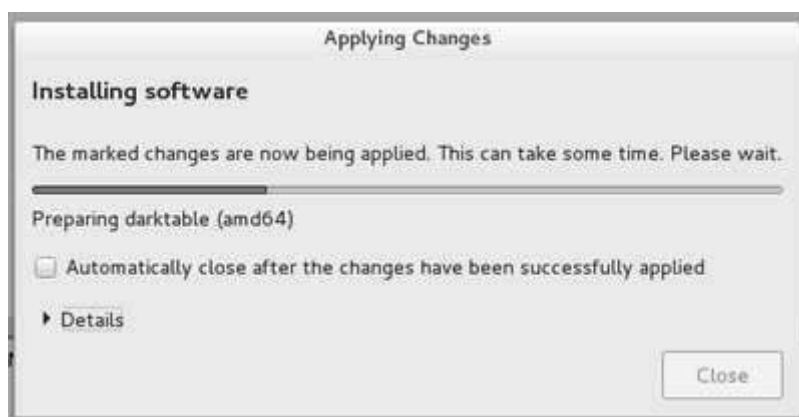 Applying Changes
Installing software
The marked changes are now being applied. This can take some time. Please wait.
Preparing darktable (amd64)
Automatically close after the changes have been successfully applied
Details
Close